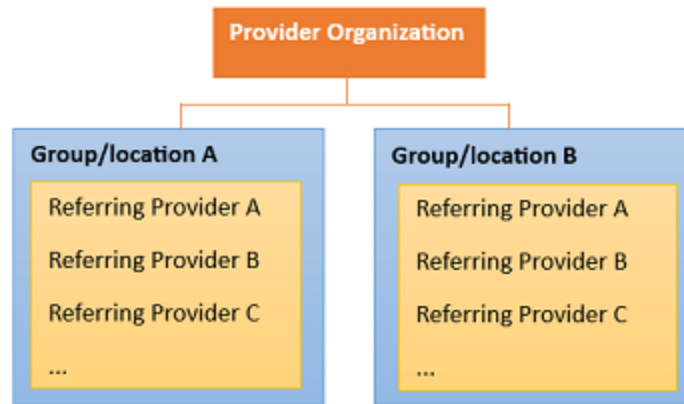 Provider Organization
Group/location A
Referring Provider A
Referring Provider B
Referring Provider C
...
Group/location B
Referring Provider A
Referring Provider B
Referring Provider C
...